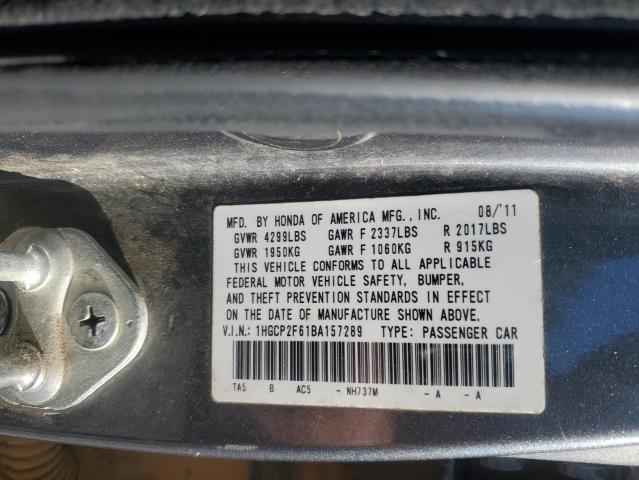 MFD. BY HONDA OF AMERICA MFG., INC. 08/'11
GVWR 4299LBS GAWR F 2337LBS R 2017LBS
GVWR 1950KG GAWR F 1060KG R 915KG
THIS VEHICLE CONFORMS TO ALL APPLICABLE
FEDERAL MOTOR VEHICLE SAFETY, BUMPER,
AND THEFT PREVENTION STANDARDS IN EFFECT
ON THE DATE OF MANUFACTURE SHOWN ABOVE.
V.I.N.: 1HGCP2F61BA157289 TYPE: PASSENGER CAR
TA5 B AC5 - NH737M - A - A